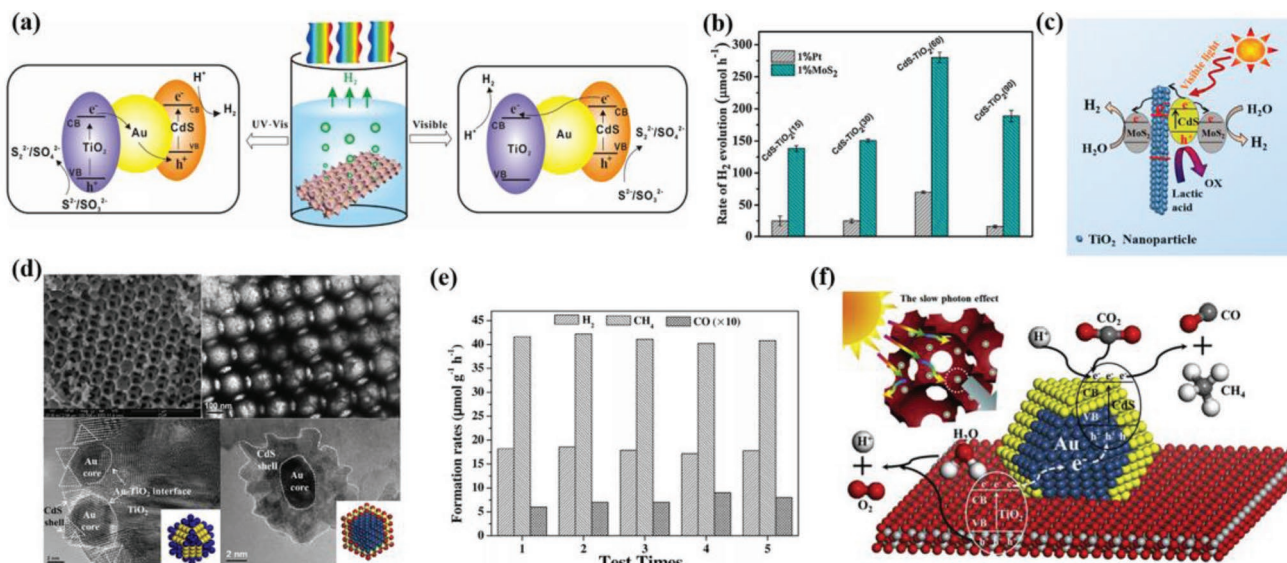 (a)
UV-Vis
H₂
Visible
e⁻
CB
TiO₂
VB
h⁺
Au
H⁺
e⁻
CB
CdS
VB
h⁺
H₂
S₂²⁻/SO₄²⁻
S²⁻/SO₃²⁻
H₂
H⁺
e⁻
CB
TiO₂
VB
Au
e⁻
CB
CdS
VB
h⁺
S₂²⁻/SO₄²⁻
S²⁻/SO₃²⁻
(b)
Rate of H₂ evolution (μmol h⁻¹)
300
250
200
150
100
50
0
1%Pt
1%MoS₂
CdS-TiO₂(15)
CdS-TiO₂(30)
CdS-TiO₂(60)
CdS-TiO₂(90)
(c)
Visible light
H₂
H₂O
MoS₂
e⁻
CdS
h⁺
e⁻
MoS₂
H₂O
H₂
Lactic
acid
OX
TiO₂ Nanoparticle
(d)
100 nm
Au
core
Au-TiO₂ interface
TiO₂
Au
core
CdS
shell
2 nm
CdS
shell
Au
core
2 nm
(e)
H₂ CH₄ CO (×10)
Formation rates (μmol g⁻¹ h⁻¹)
45
40
35
30
25
20
15
10
5
0
1 2 3 4 5
Test Times
(f)
The slow photon effect
H⁺
CO₂
CO
+
CH₄
e⁻ e⁻ e⁻
CB
CdS
VB
h⁺ h⁺ h⁺
Au
e⁻
H⁺
+
O₂
H₂O
e⁻ e⁻ e⁻
CB
TiO₂
VB